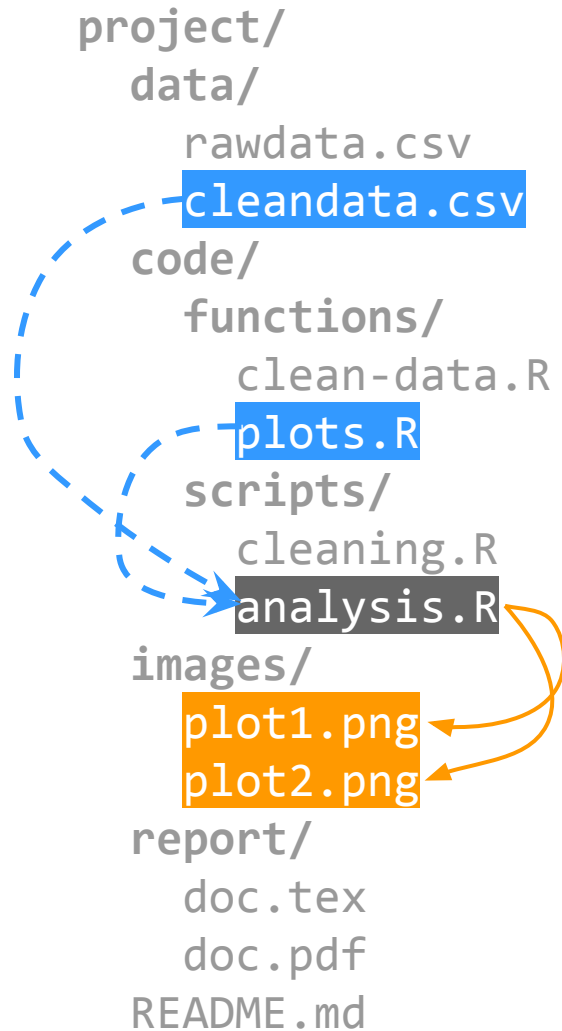 project/
data/
rawdata.csv
cleandata.csv
code/
functions/
clean-data.R
plots.R
scripts/
cleaning.R
analysis.R
images/
plot1.png
plot2.png
report/
doc.tex
doc.pdf
README.md